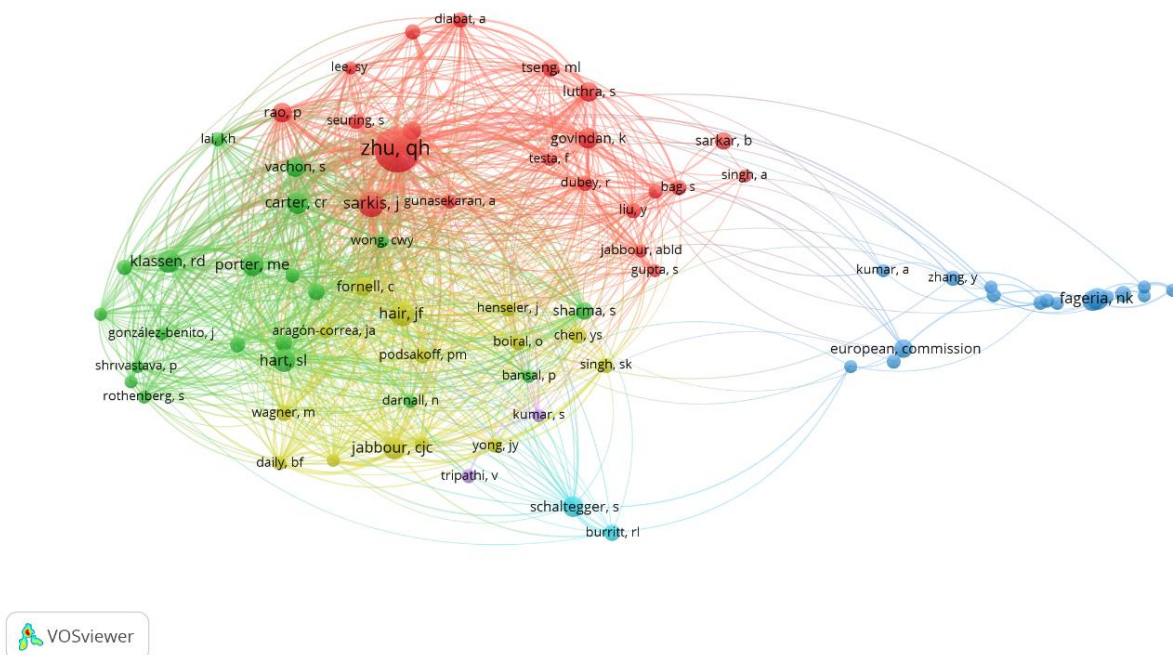 diabat, a
lee, sy
tseng, ml
luthra, s
rao, p
seuring, s
lai, kh
zhu, qh
govindan, k
sarkar, b
testa, f
vachon, s
singh, a
dubey, r
bag, s
carter, cr
sarkis, j
gunasekaran, a
liu, y
wong, cwy
jabbour, abld
klassen, rd
porter, me
gupta, s
kumar, a
zhang, y
fornell, c
fageria, nk
henseler, j
hair, jf
sharma, s
gonzález-benito, j
aragón-correa, ja
boiral, o
chen, ys
european, commission
podsakoff, pm
hart, sl
singh, sk
shrivastava, p
bansal, p
rothenberg, s
darnall, n
wagner, m
kumar, s
jabbour, cjc
yong, jy
daily, bf
tripathi, v
schaltegger, s
burritt, rl
VOSviewer